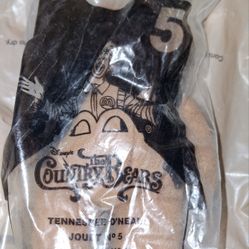 5
Disney's
The
Country Bears
TENNESSEE O'NEAL
JOUET Nº 5